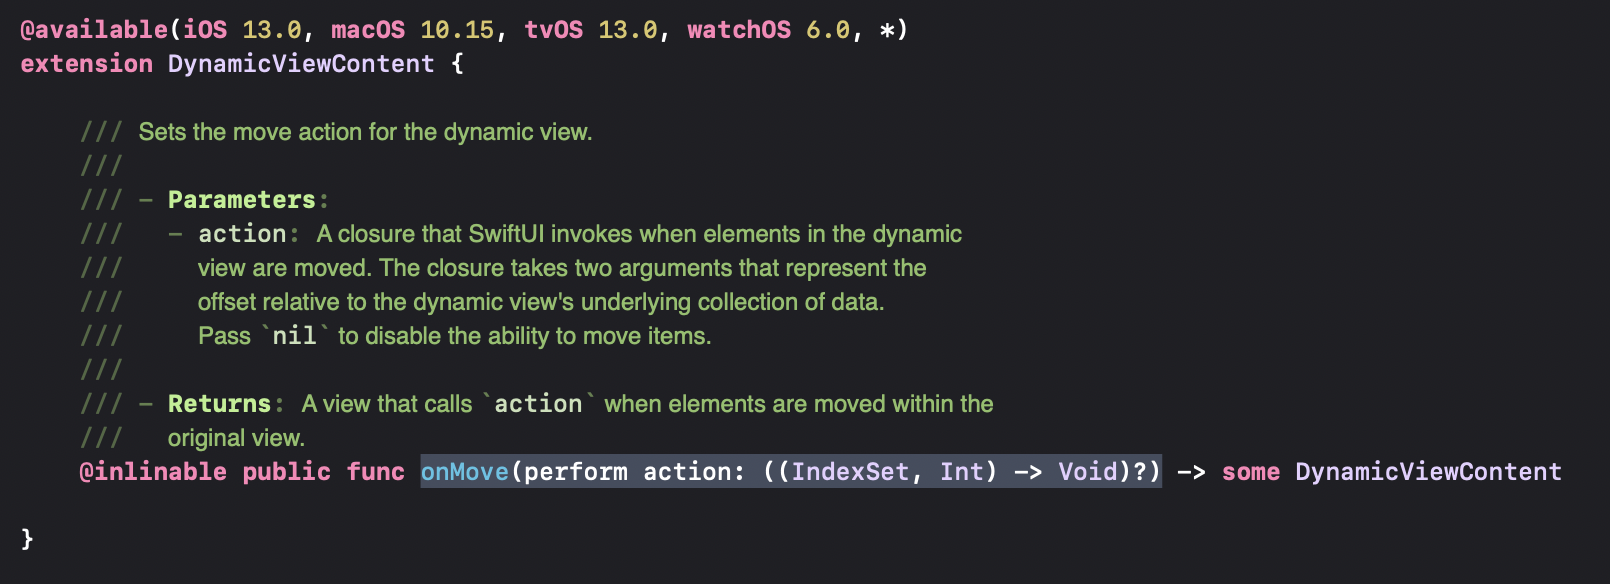 @available(iOS 13.0, macOS 10.15, tvOS 13.0, watchOS 6.0, *)
extension DynamicViewContent {
/// Sets the move action for the dynamic view.
///
/// - Parameters:
/// - action: A closure that SwiftUI invokes when elements in the dynamic
/// view are moved. The closure takes two arguments that represent the
/// offset relative to the dynamic view's underlying collection of data.
/// Pass `nil` to disable the ability to move items.
///
/// - Returns: A view that calls `action` when elements are moved within the
/// original view.
@inlinable public func onMove(perform action: ((IndexSet, Int) -> Void)?) -> some DynamicViewContent
}